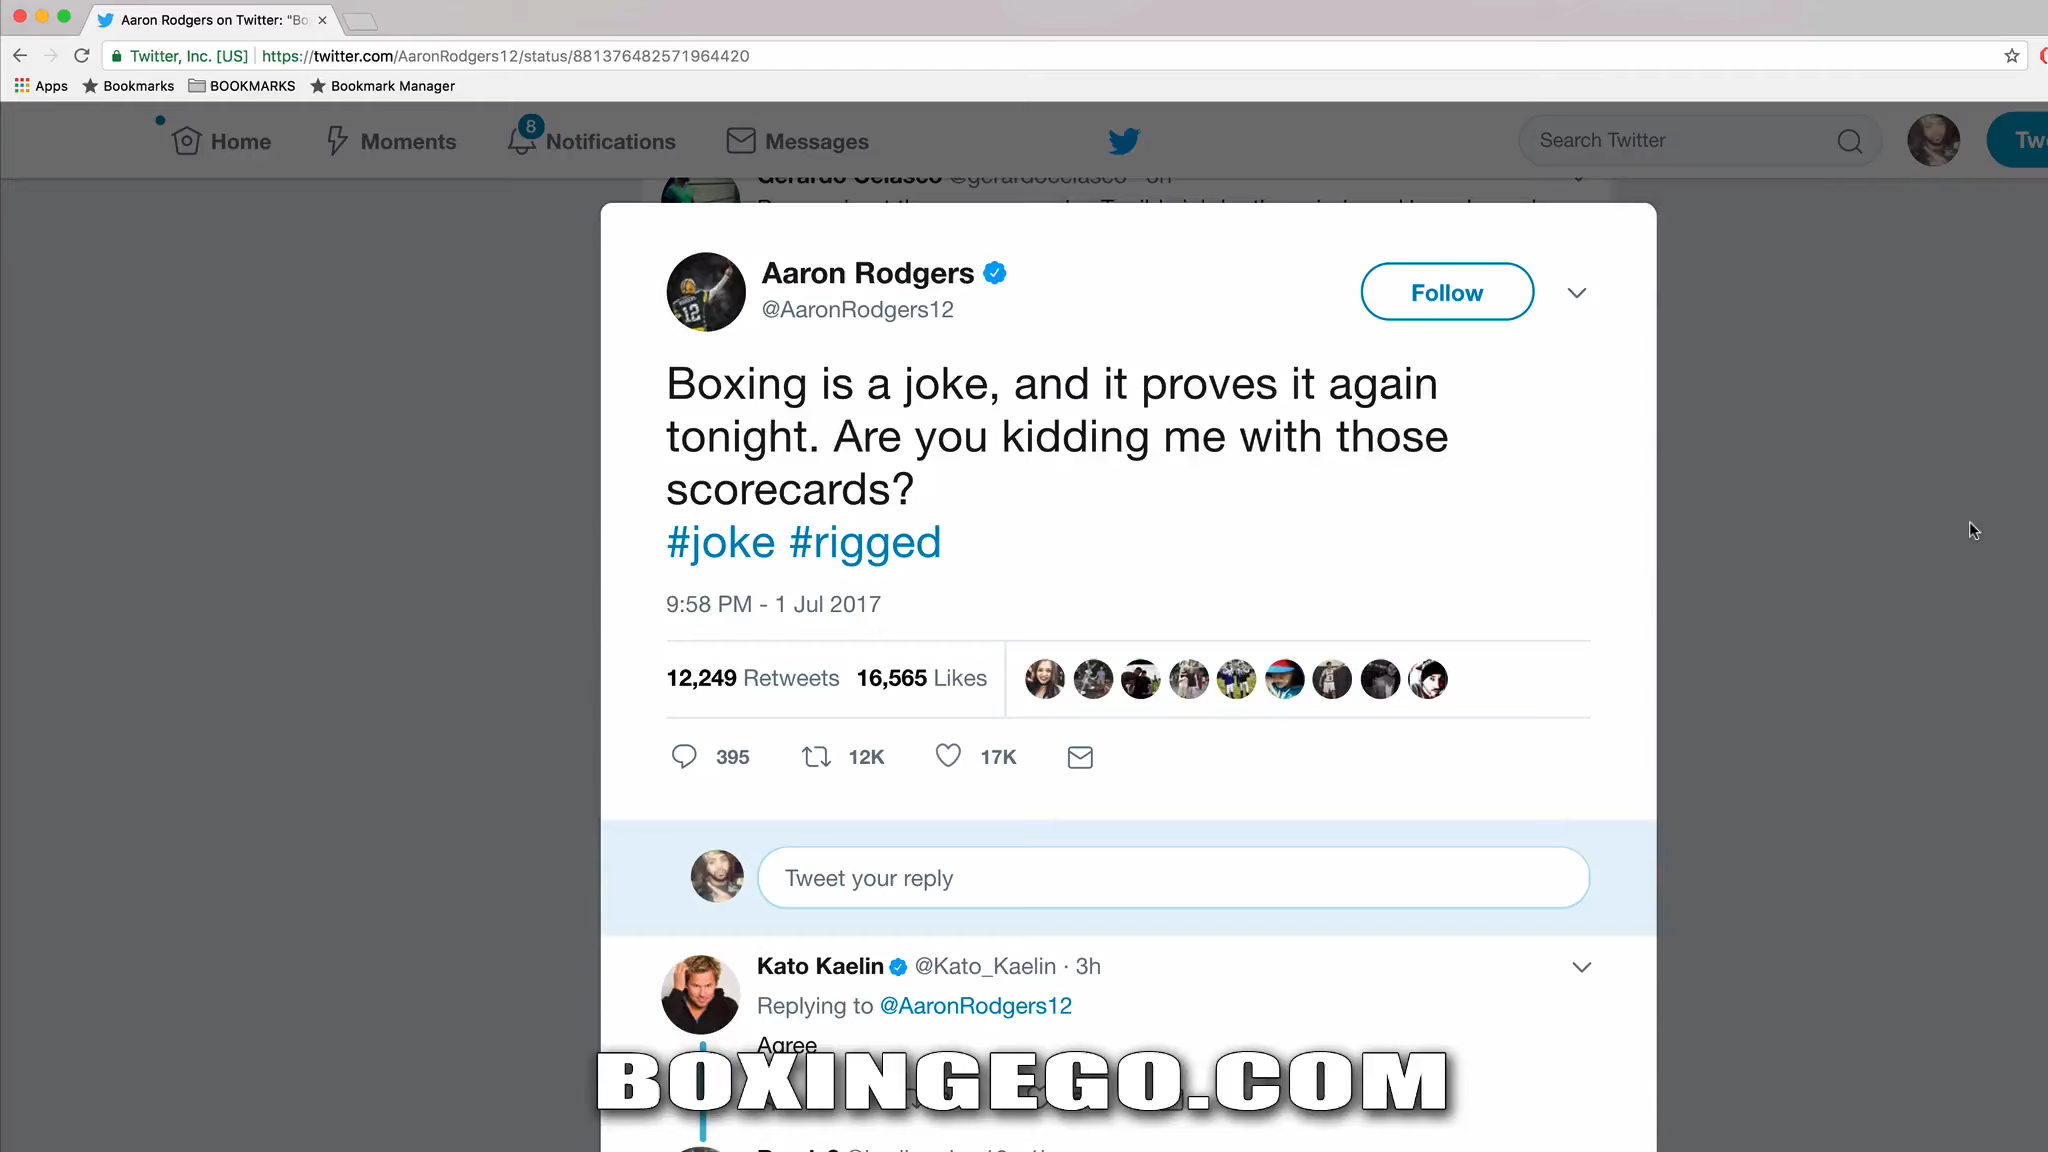 Aaron Rodgers on Twitter: "Bo
Twitter, Inc. [US] https://twitter.com/AaronRodgers12/status/881376482571964420
Apps Bookmarks BOOKMARKS Bookmark Manager
Home Moments 8 Notifications Messages Search Twitter Tw
Gerardo Celasco @gerardocelasco
Aaron Rodgers
@AaronRodgers12
Follow
Boxing is a joke, and it proves it again
tonight. Are you kidding me with those
scorecards?
#joke #rigged
9:58 PM - 1 Jul 2017
12,249 Retweets 16,565 Likes
395 12K 17K
Tweet your reply
Kato Kaelin @Kato_Kaelin · 3h
Replying to @AaronRodgers12
Agree
BOXINGEGO.COM